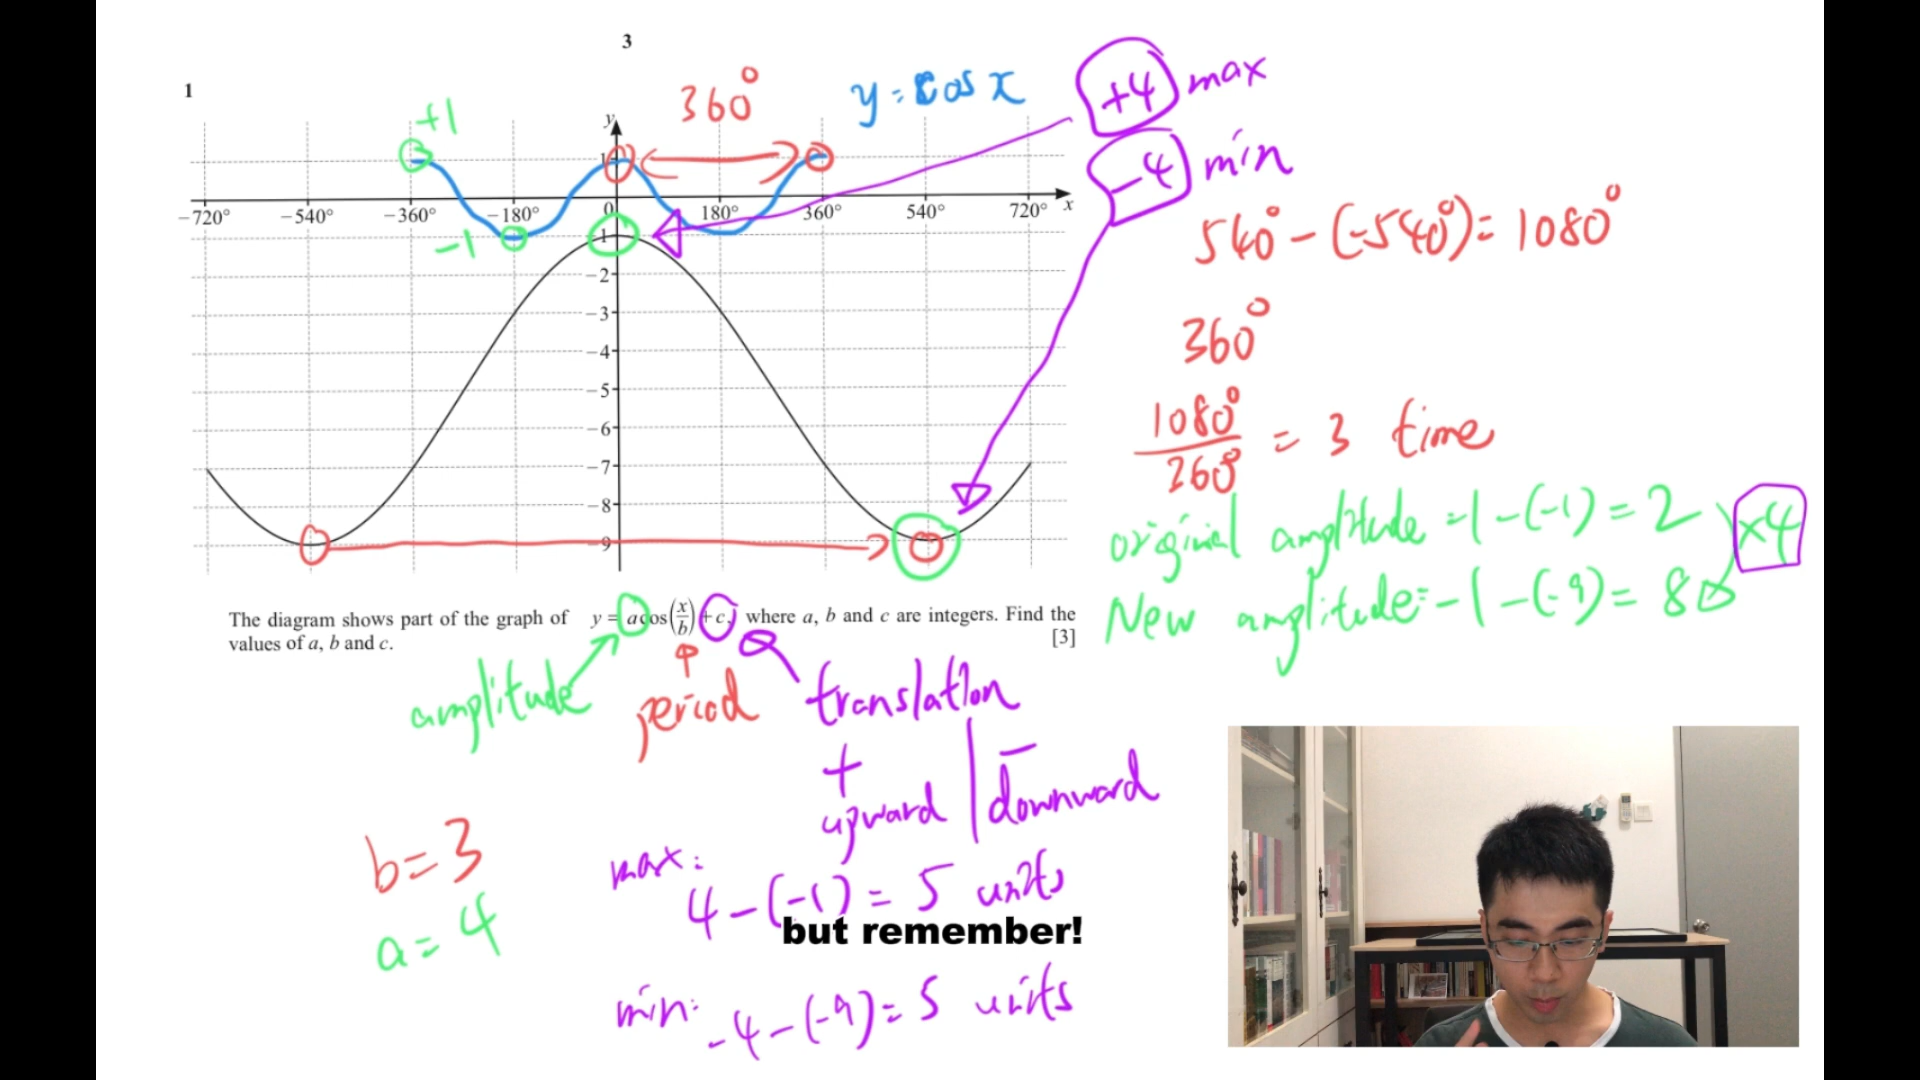 3
1
+1
360°
y = cos x
+4 max
-4 min
y
1
-720° -540° -360° -180° 0 180° 360° 540° 720° x
-1
-1
-2
-3
-4
-5
-6
-7
-8
-9
540° - (-540°) = 1080°
360°
1080°
360°
= 3 time
original amplitude = 1 - (-1) = 2
×4
New amplitude = -1 - (-9) = 8
The diagram shows part of the graph of y = a cos(x/b) + c, where a, b and c are integers. Find the
values of a, b and c. [3]
amplitude
period
translation
+ -
upward | downward
b = 3
a = 4
max:
4 - (-1) = 5 units
but remember!
min:
-4 - (-9) = 5 units